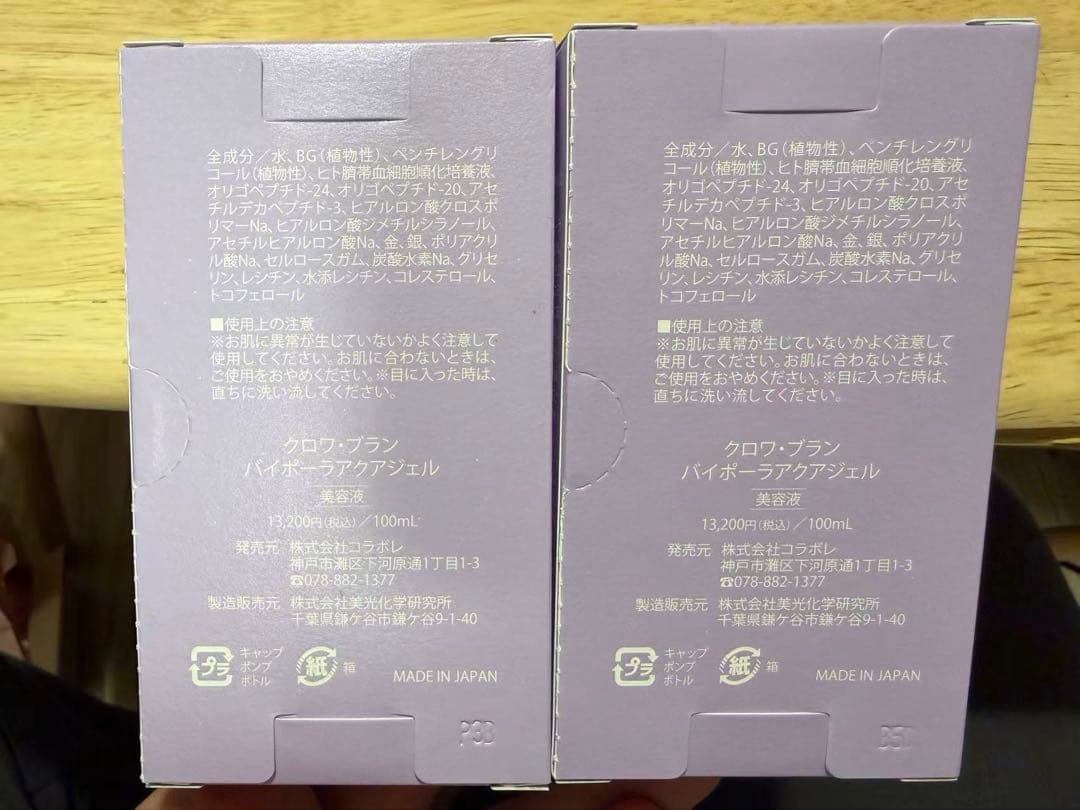 全成分／水、BG(植物性)、ペンチレングリ
コール(植物性)、ヒト臍帯血細胞順化培養液、
オリゴペプチド-24、オリゴペプチド-20、アセ
チルデカペプチド-3、ヒアルロン酸クロスポ
リマーNa、ヒアルロン酸ジメチルシラノール、
アセチルヒアルロン酸Na、金、銀、ポリアクリ
ル酸Na、セルロースガム、炭酸水素Na、グリセ
リン、レシチン、水添レシチン、コレステロール、
トコフェロール
■使用上の注意
※お肌に異常が生じていないかよく注意して
使用してください。お肌に合わないときは、
ご使用をおやめください。※目に入った時は、
直ちに洗い流してください。
クロワ・ブラン
バイポーラアクアジェル
美容液
13,200円(税込)／100mL
発売元 株式会社コラボレ
神戸市灘区下河原通1丁目1-3
☎078-882-1377
製造販売元 株式会社美光化学研究所
千葉県鎌ケ谷市鎌ケ谷9-1-40
プラ キャップ
ポンプ
ボトル
紙 箱
MADE IN JAPAN
P3B
全成分／水、BG(植物性)、ペンチレングリ
コール(植物性)、ヒト臍帯血細胞順化培養液、
オリゴペプチド-24、オリゴペプチド-20、アセ
チルデカペプチド-3、ヒアルロン酸クロスポ
リマーNa、ヒアルロン酸ジメチルシラノール、
アセチルヒアルロン酸Na、金、銀、ポリアクリ
ル酸Na、セルロースガム、炭酸水素Na、グリセ
リン、レシチン、水添レシチン、コレステロール、
トコフェロール
■使用上の注意
※お肌に異常が生じていないかよく注意して
使用してください。お肌に合わないときは、
ご使用をおやめください。※目に入った時は、
直ちに洗い流してください。
クロワ・ブラン
バイポーラアクアジェル
美容液
13,200円(税込)／100mL
発売元 株式会社コラボレ
神戸市灘区下河原通1丁目1-3
☎078-882-1377
製造販売元 株式会社美光化学研究所
千葉県鎌ケ谷市鎌ケ谷9-1-40
プラ キャップ
ポンプ
ボトル
紙 箱
MADE IN JAPAN